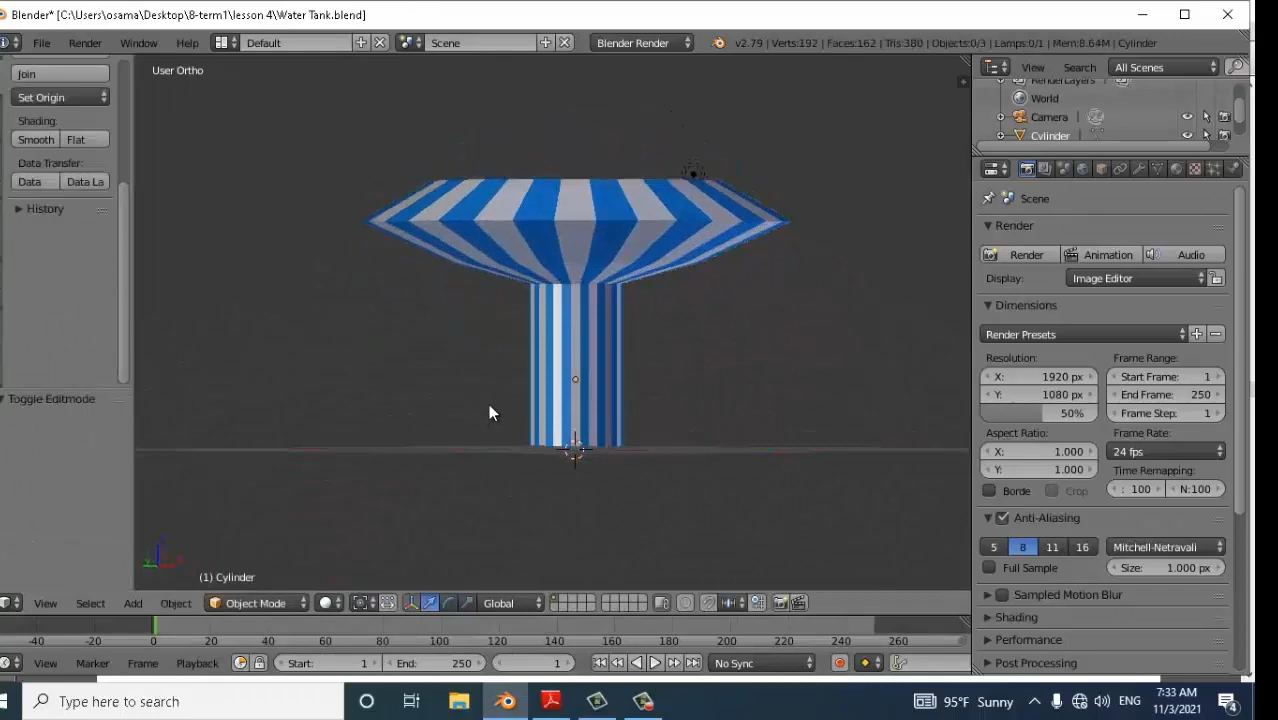 Blender* [C:\Users\osama\Desktop\8-term1\lesson 4\Water Tank.blend]
File Render Window Help Default Scene Blender Render v2.79 | Verts:192 | Faces:162 | Tris:380 | Objects:0/3 | Lamps:0/1 | Mem:8.64M | Cylinder
Join
Set Origin
Shading:
Smooth Flat
Data Transfer:
Data Data La
History
Toggle Editmode
User Ortho
(1) Cylinder
View Select Add Object Object Mode Global
-40 -20 0 20 40 60 80 100 120 140 160 180 200 220 240 260
View Marker Frame Playback Start: 1 End: 250 1 No Sync
View Search All Scenes
RenderLayers
World
Camera
Cylinder
Scene
Render
Render Animation Audio
Display: Image Editor
Dimensions
Render Presets
Resolution: Frame Range:
X: 1920 px Start Frame: 1
Y: 1080 px End Frame: 250
50% Frame Step: 1
Aspect Ratio: Frame Rate:
X: 1.000 24 fps
Y: 1.000 Time Remapping:
Borde Crop : 100 N:100
Anti-Aliasing
5 8 11 16 Mitchell-Netravali
Full Sample Size: 1.000 px
Sampled Motion Blur
Shading
Performance
Post Processing
Type here to search
95°F Sunny ENG 7:33 AM
11/3/2021 4